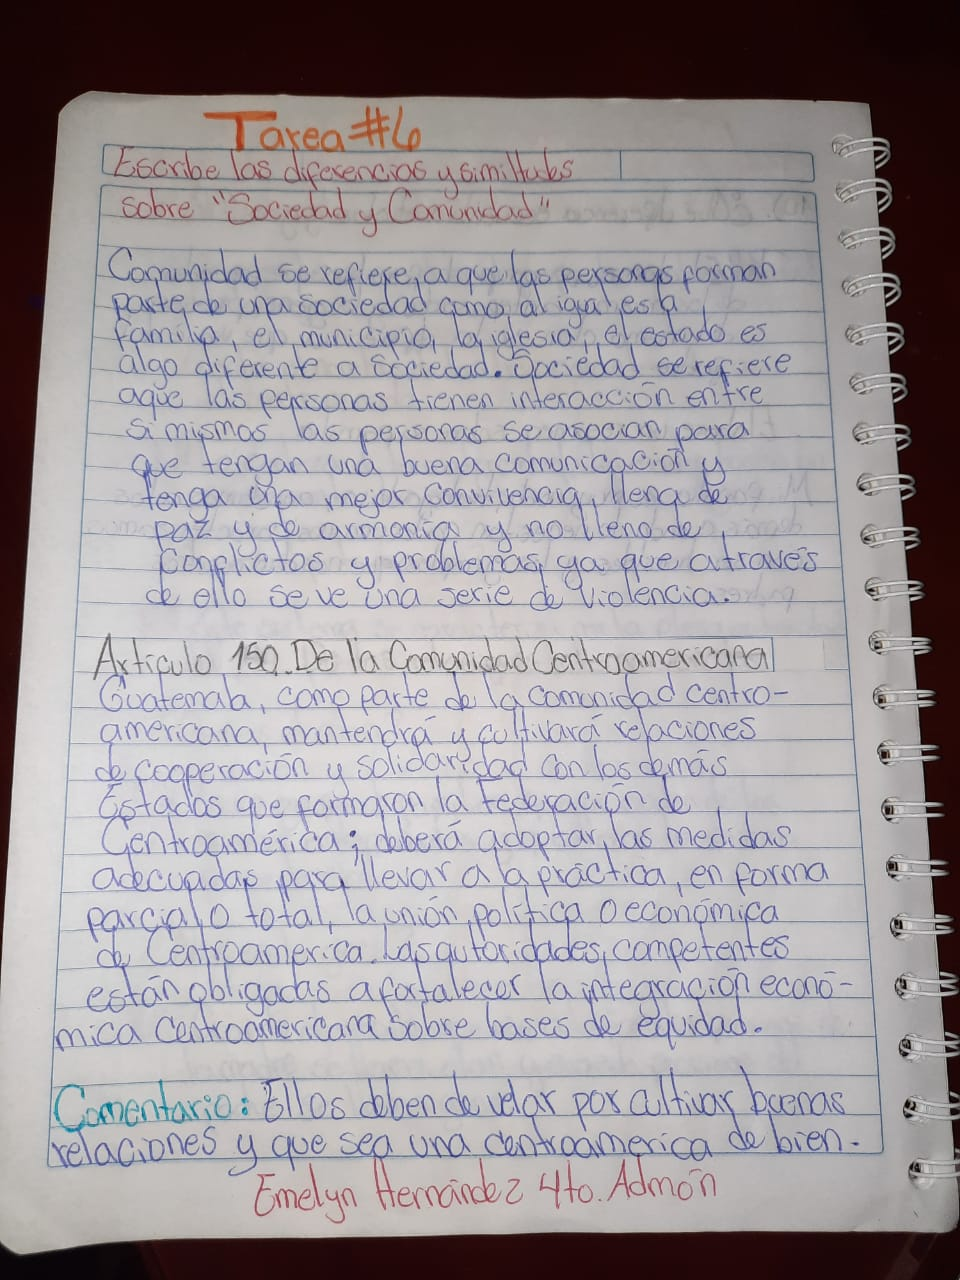 Tarea #6
Escribe las diferencias y similitudes
sobre "Sociedad y Comunidad"
Comunidad se refiere, a que las personas forman
parte de una sociedad como al igual es la
familia, el municipio, la iglesia, el estado es
algo diferente a sociedad. Sociedad se refiere
aque las personas tienen interacción entre
si mismos las personas se asocian para
que tengan una buena comunicación y
tenga una mejor convivencia, llena de
paz y de armonia y no lleno de
conflictos y problemas, ya que através
de ello se ve una serie de violencia.
Artículo 150. De la Comunidad Centroamericana
Guatemala, como parte de la comunidad centro-
americana, mantendrá y cultivará relaciones
de cooperación y solidaridad con los demás
Estados que formaron la Federación de
Centroamérica; deberá adoptar, las medidas
adecuadas para llevar a la práctica, en forma
parcial o total, la unión política o económica
de Centroamerica. Las autoridades, competentes
están obligadas a fortalecer la integración econó-
mica centroamericana sobre bases de equidad.
Comentario: Ellos deben de velar por cultivar buenas
relaciones y que sea una centroamerica de bien.
Emelyn Hernández 4to. Admón